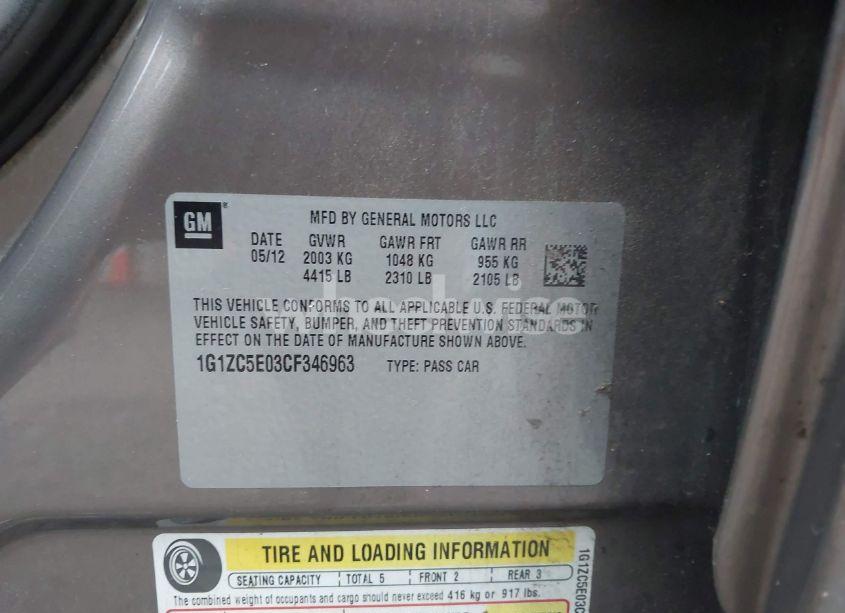 GM
MFD BY GENERAL MOTORS LLC
DATE GVWR GAWR FRT GAWR RR
05/12 2003 KG 1048 KG 955 KG
4415 LB 2310 LB 2105 LB
THIS VEHICLE CONFORMS TO ALL APPLICABLE U.S. FEDERAL MOTOR
VEHICLE SAFETY, BUMPER, AND THEFT PREVENTION STANDARDS IN
EFFECT ON THE DATE OF MANUFACTURE SHOWN ABOVE.
1G1ZC5E03CF346963 TYPE: PASS CAR
TIRE AND LOADING INFORMATION
SEATING CAPACITY TOTAL 5 FRONT 2 REAR 3
The combined weight of occupants and cargo should never exceed 416 kg or 917 lbs.
1G1ZC5E03C